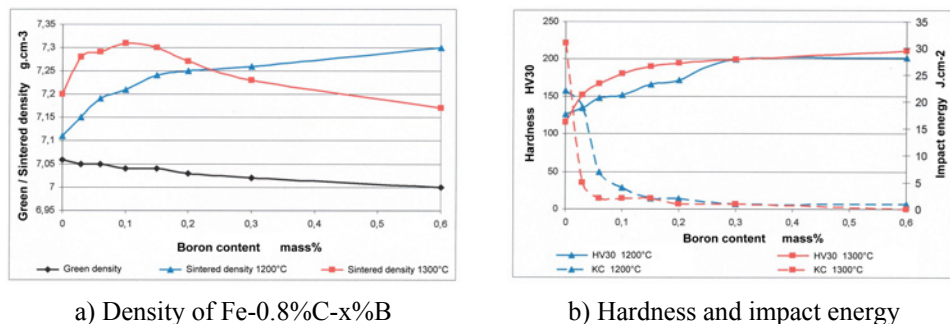 Green / Sintered density g.cm-3
7,35
7,3
7,25
7,2
7,15
7,1
7,05
7
6,95
0 0,1 0,2 0,3 0,4 0,5 0,6
Boron content mass%
Green density Sintered density 1200°C Sintered density 1300°C
a) Density of Fe-0.8%C-x%B
Hardness HV30
250
200
150
100
50
0
0 0,1 0,2 0,3 0,4 0,5 0,6
35
30
25
20
15
10
5
0
Impact energy J.cm-2
Boron content mass%
HV30 1200°C HV30 1300°C
KC 1200°C KC 1300°C
b) Hardness and impact energy